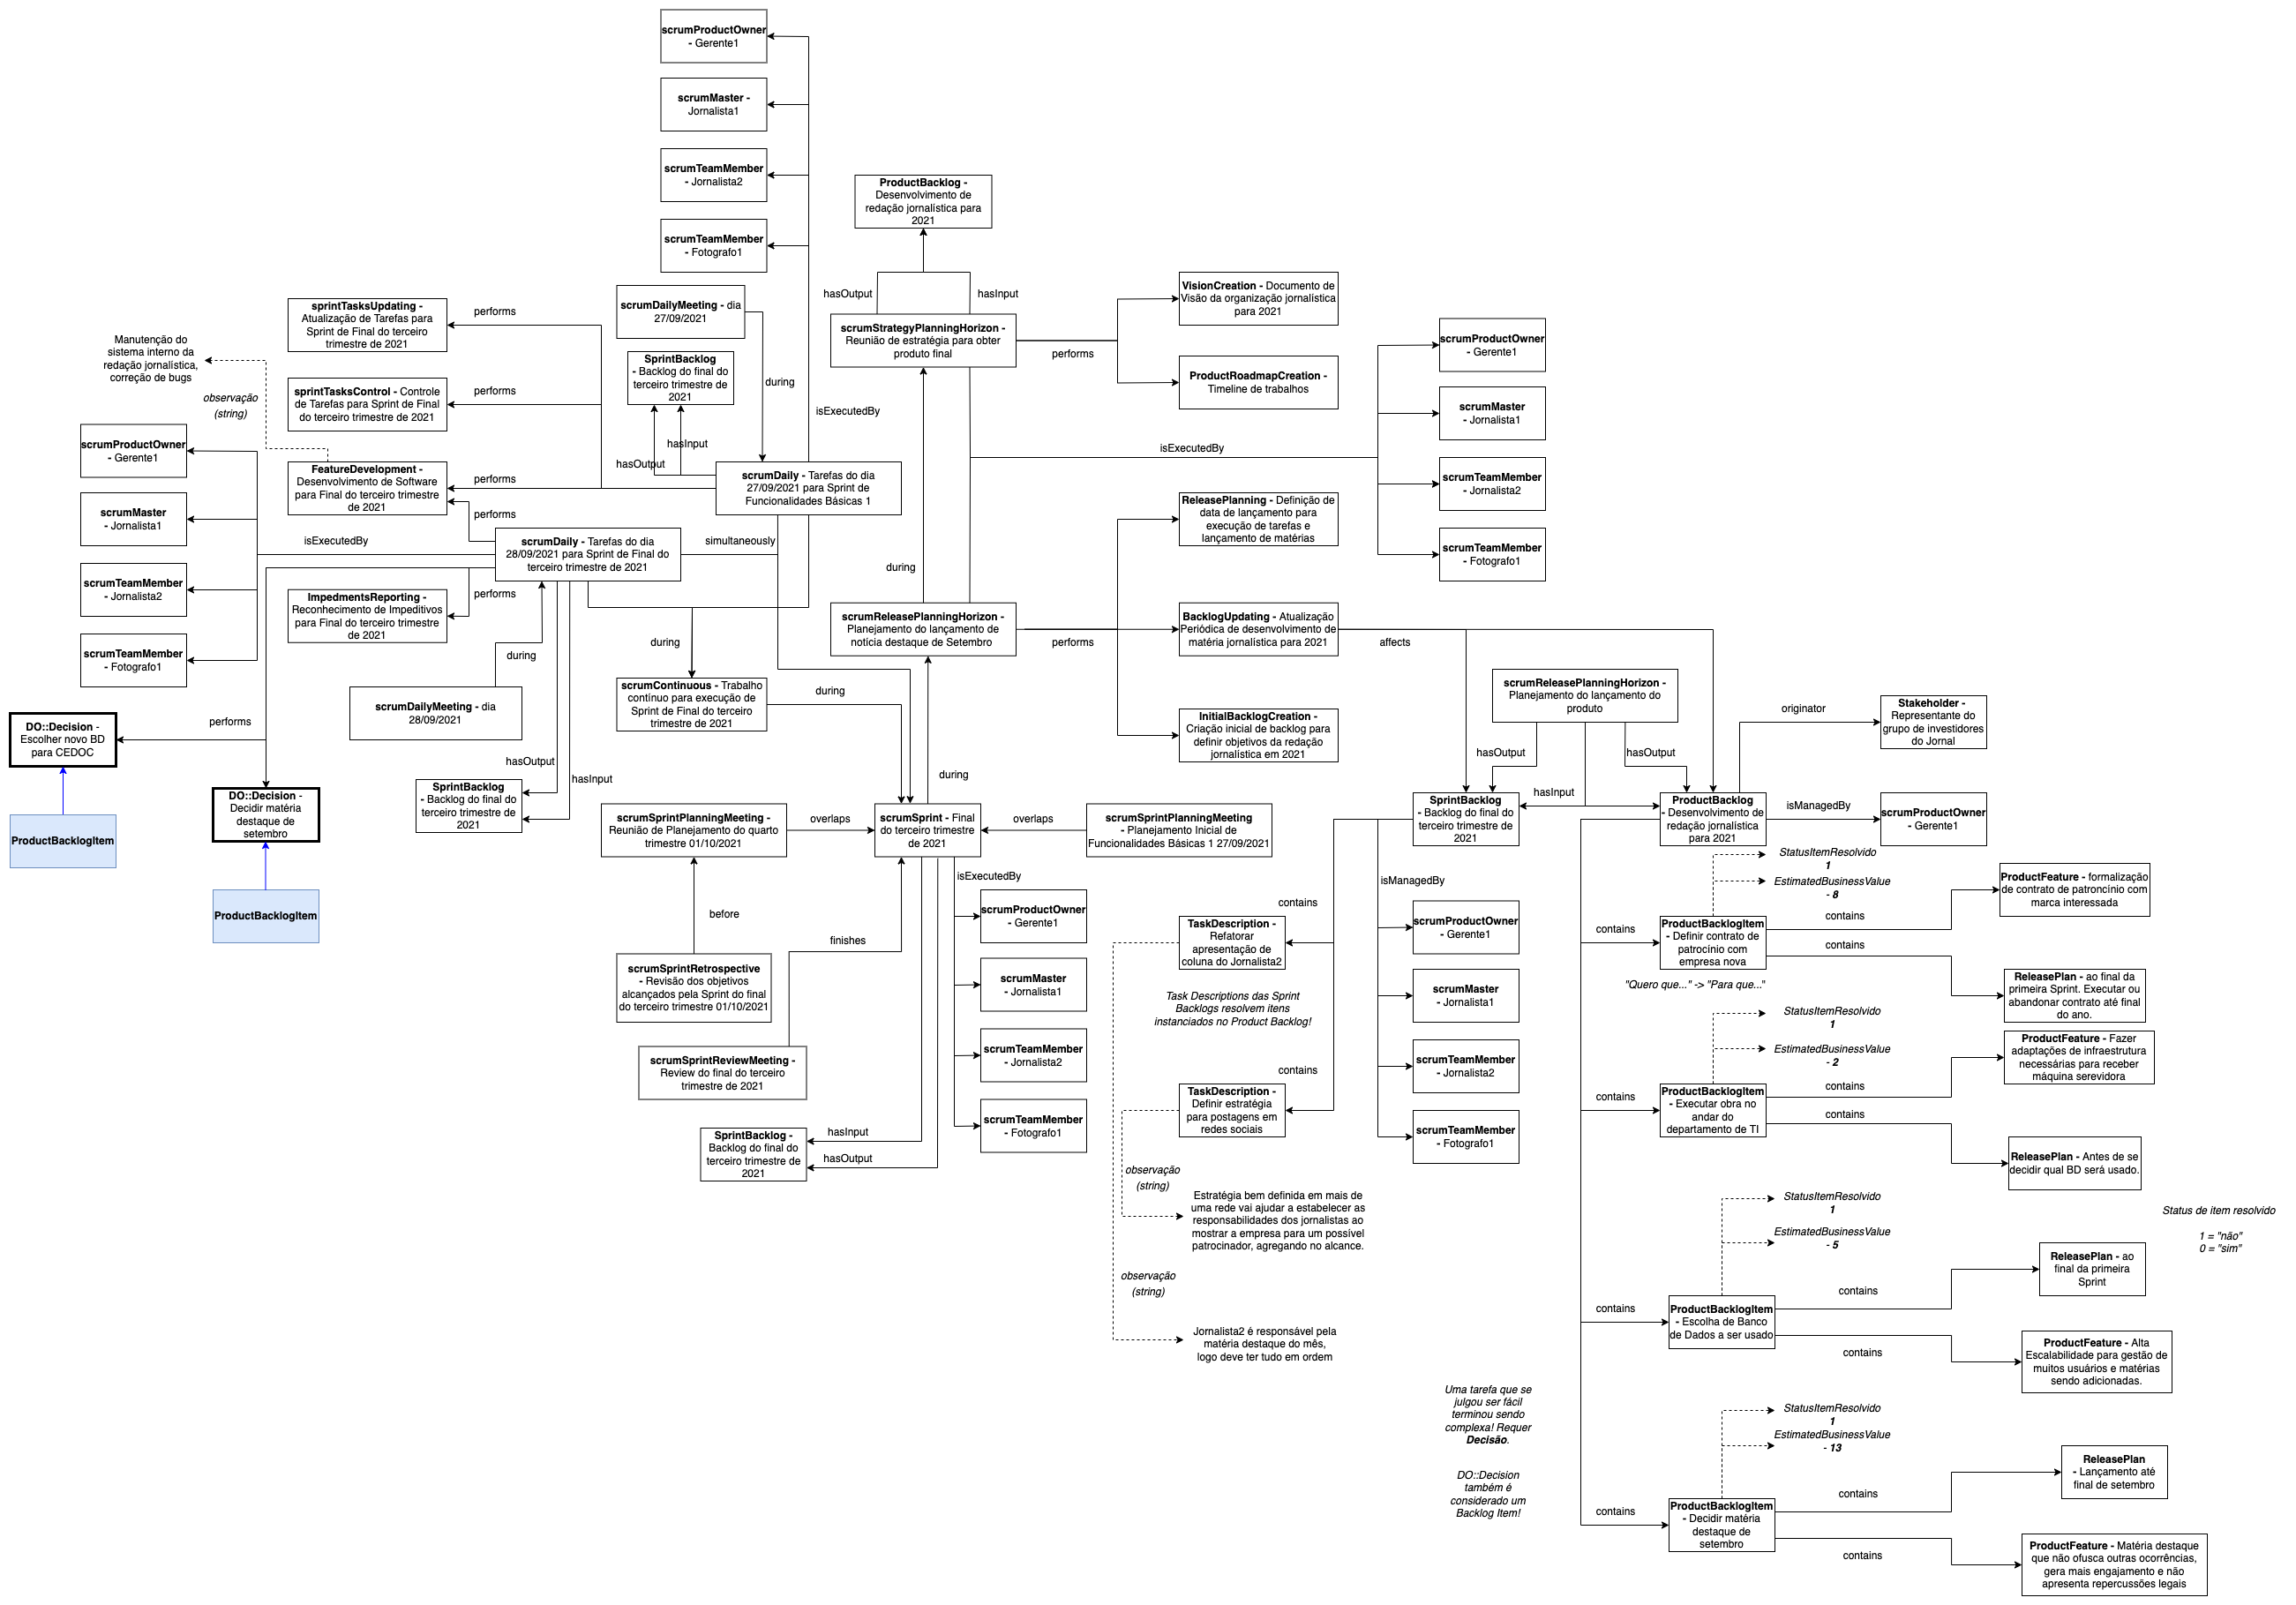 scrumProductOwner
- Gerente1
scrumMaster -
Jornalista1
scrumTeamMember
- Jornalista2
scrumTeamMember
- Fotografo1
ProductBacklog -
Desenvolvimento de
redação jornalística para
2021
hasOutput
hasInput
scrumStrategyPlanningHorizon -
Reunião de estratégia para obter
produto final
performs
VisionCreation - Documento de
Visão da organização jornalística
para 2021
ProductRoadmapCreation -
Timeline de trabalhos
isExecutedBy
scrumProductOwner
- Gerente1
scrumMaster
- Jornalista1
scrumTeamMember
- Jornalista2
scrumTeamMember
- Fotografo1
scrumDailyMeeting - dia
27/09/2021
during
isExecutedBy
SprintBacklog
- Backlog do final do
terceiro trimestre de
2021
hasInput
hasOutput
scrumDaily - Tarefas do dia
27/09/2021 para Sprint de
Funcionalidades Básicas 1
sprintTasksUpdating -
Atualização de Tarefas para
Sprint de Final do terceiro
trimestre de 2021
performs
sprintTasksControl - Controle
de Tarefas para Sprint de Final
do terceiro trimestre de 2021
performs
Manutenção do
sistema interno da
redação jornalística,
correção de bugs
observação
(string)
FeatureDevelopment -
Desenvolvimento de Software
para Final do terceiro trimestre
de 2021
performs
performs
scrumProductOwner
- Gerente1
scrumMaster
- Jornalista1
scrumTeamMember
- Jornalista2
scrumTeamMember
- Fotografo1
isExecutedBy
scrumDaily - Tarefas do dia
28/09/2021 para Sprint de Final do
terceiro trimestre de 2021
simultaneously
ImpedmentsReporting -
Reconhecimento de Impeditivos
para Final do terceiro trimestre
de 2021
performs
during
scrumDailyMeeting - dia
28/09/2021
performs
DO::Decision -
Escolher novo BD
para CEDOC
ProductBacklogItem
DO::Decision -
Decidir matéria
destaque de
setembro
ProductBacklogItem
hasOutput
hasInput
SprintBacklog
- Backlog do final do
terceiro trimestre de
2021
during
scrumContinuous - Trabalho
contínuo para execução de
Sprint de Final do terceiro
trimestre de 2021
during
during
scrumReleasePlanningHorizon -
Planejamento do lançamento de
noticia destaque de Setembro
performs
ReleasePlanning - Definição de
data de lançamento para
execução de tarefas e
lançamento de matérias
BacklogUpdating - Atualização
Periódica de desenvolvimento de
matéria jornalística para 2021
affects
InitialBacklogCreation -
Criação inicial de backlog para
definir objetivos da redação
jornalística em 2021
during
scrumSprintPlanningMeeting -
Reunião de Planejamento do quarto
trimestre 01/10/2021
overlaps
scrumSprint - Final
do terceiro trimestre
de 2021
overlaps
scrumSprintPlanningMeeting
- Planejamento Inicial de
Funcionalidades Básicas 1 27/09/2021
before
scrumSprintRetrospective
- Revisão dos objetivos
alcançados pela Sprint do final
do terceiro trimestre 01/10/2021
finishes
scrumSprintReviewMeeting -
Review do final do terceiro
trimestre de 2021
isExecutedBy
scrumProductOwner
- Gerente1
scrumMaster
- Jornalista1
scrumTeamMember
- Jornalista2
scrumTeamMember
- Fotografo1
SprintBacklog -
Backlog do final do
terceiro trimestre de
2021
hasInput
hasOutput
scrumReleasePlanningHorizon -
Planejamento do lançamento do
produto
hasOutput
hasInput
hasOutput
originator
Stakeholder -
Representante do
grupo de investidores
do Jornal
SprintBacklog
- Backlog do final do
terceiro trimestre de
2021
ProductBacklog
- Desenvolvimento de
redação jornalística
para 2021
isManagedBy
scrumProductOwner
- Gerente1
isManagedBy
scrumProductOwner
- Gerente1
scrumMaster
- Jornalista1
scrumTeamMember
- Jornalista2
scrumTeamMember
- Fotografo1
contains
TaskDescription -
Refatorar
apresentação de
coluna do Jornalista2
Task Descriptions das Sprint
Backlogs resolvem itens
instanciados no Product Backlog!
contains
TaskDescription -
Definir estratégia
para postagens em
redes sociais
observação
(string)
Estratégia bem definida em mais de
uma rede vai ajudar a estabelecer as
responsabilidades dos jornalistas ao
mostrar a empresa para um possível
patrocinador, agregando no alcance.
observação
(string)
Jornalista2 é responsável pela
matéria destaque do mês,
logo deve ter tudo em ordem
StatusItemResolvido
1
EstimatedBusinessValue
- 8
contains
ProductBacklogItem
- Definir contrato de
patrocínio com
empresa nova
contains
ProductFeature - formalização
de contrato de patroncínio com
marca interessada
contains
ReleasePlan - ao final da
primeira Sprint. Executar ou
abandonar contrato até final
do ano.
"Quero que..." -> "Para que..."
StatusItemResolvido
1
EstimatedBusinessValue
- 2
contains
ProductBacklogItem
- Executar obra no
andar do
departamento de TI
contains
ProductFeature - Fazer
adaptações de infraestrutura
necessárias para receber
máquina serevidora
contains
ReleasePlan - Antes de se
decidir qual BD será usado.
StatusItemResolvido
1
EstimatedBusinessValue
- 5
Status de item resolvido
1 = "não"
0 = "sim"
contains
ProductBacklogItem
- Escolha de Banco
de Dados a ser usado
contains
ReleasePlan - ao
final da primeira
Sprint
contains
ProductFeature - Alta
Escalabilidade para gestão de
muitos usuários e matérias
sendo adicionadas.
Uma tarefa que se
julgou ser fácil
terminou sendo
complexa! Requer
Decisão.
DO::Decision
também é
considerado um
Backlog Item!
StatusItemResolvido
1
EstimatedBusinessValue
- 13
contains
ProductBacklogItem
- Decidir matéria
destaque de
setembro
contains
ReleasePlan
- Lançamento até
final de setembro
contains
ProductFeature - Matéria destaque
que não ofusca outras ocorrências,
gera mais engajamento e não
apresenta repercussões legais